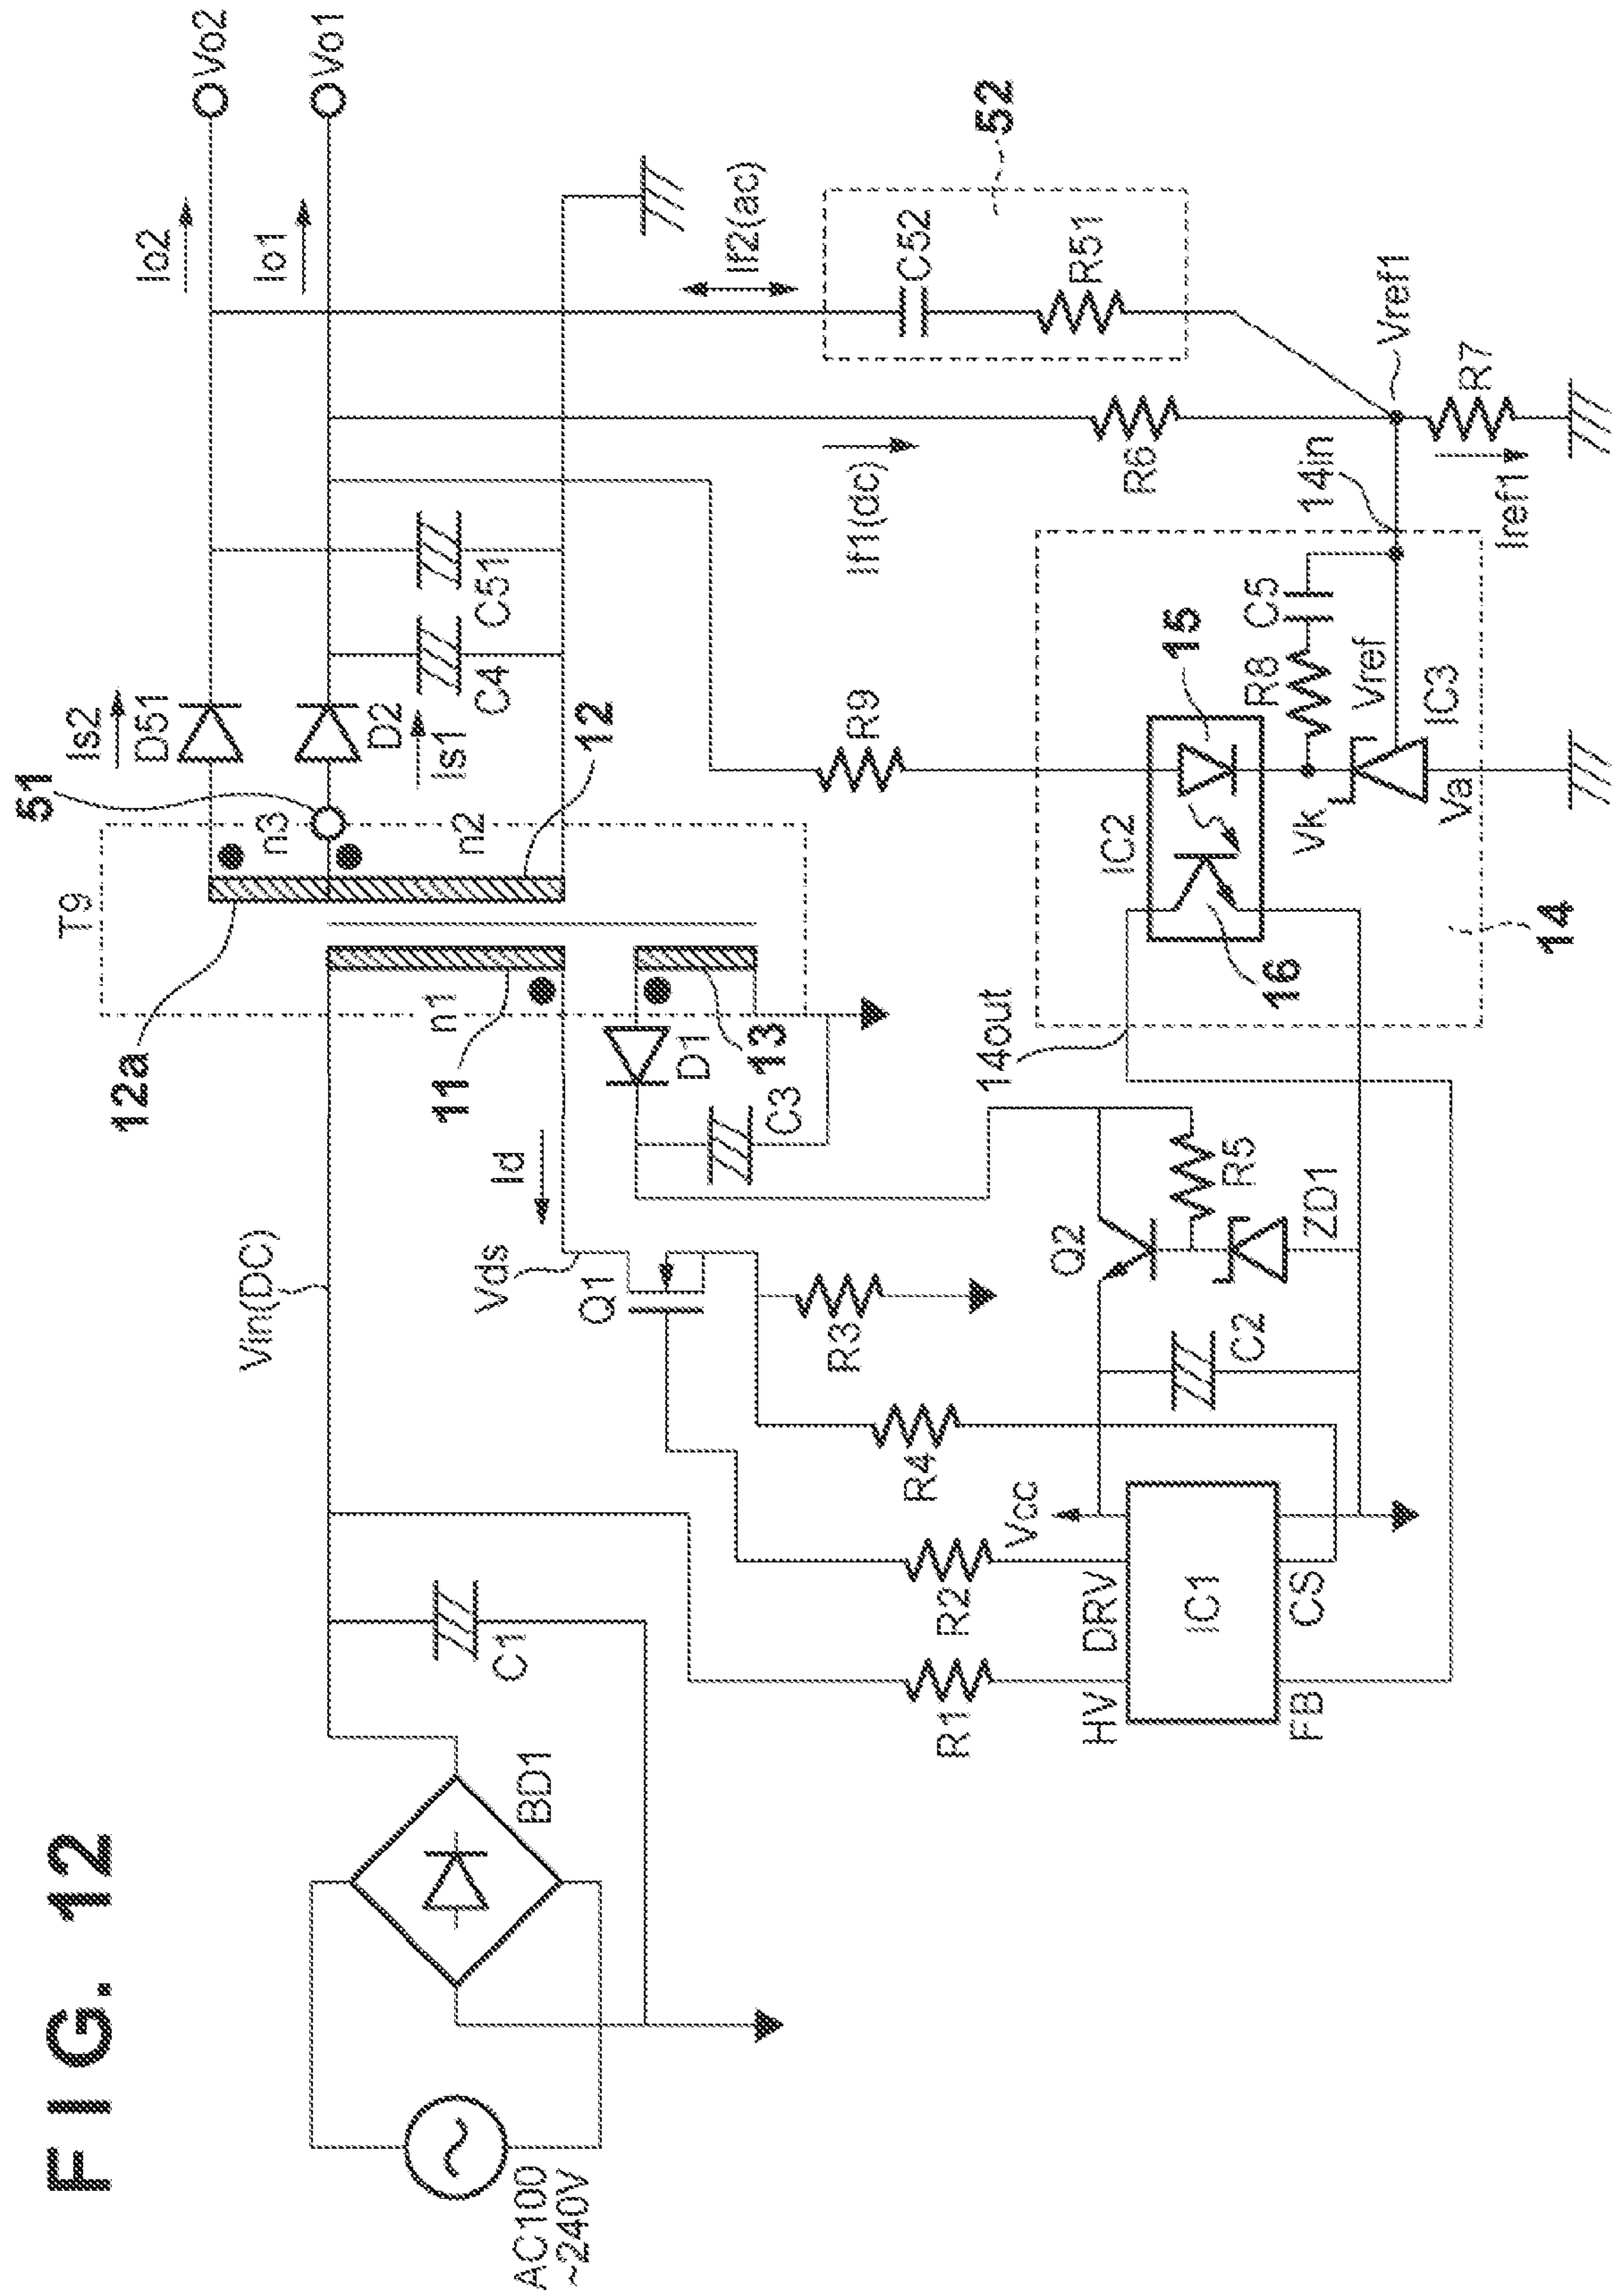 FIG. 12
AC100
~240V
BD1
C1
Vin(DC)
R1
R2
R4
R3
HV
DRV
Vcc
IC1
FB
CS
C2
Q2
R5
ZD1
Q1
Vds
Id
D1
C3
T9
n1
11
13
12a
12
n3
n2
51
Is2
D51
D2
Is1
C4
C51
Io2
Io1
Vo2
Vo1
If2(ac)
52
C52
R51
If1(dc)
R6
Vref1
R7
Iref1
14in
R9
IC2
15
16
R8
C5
Vref
IC3
Vk
Va
14
14out